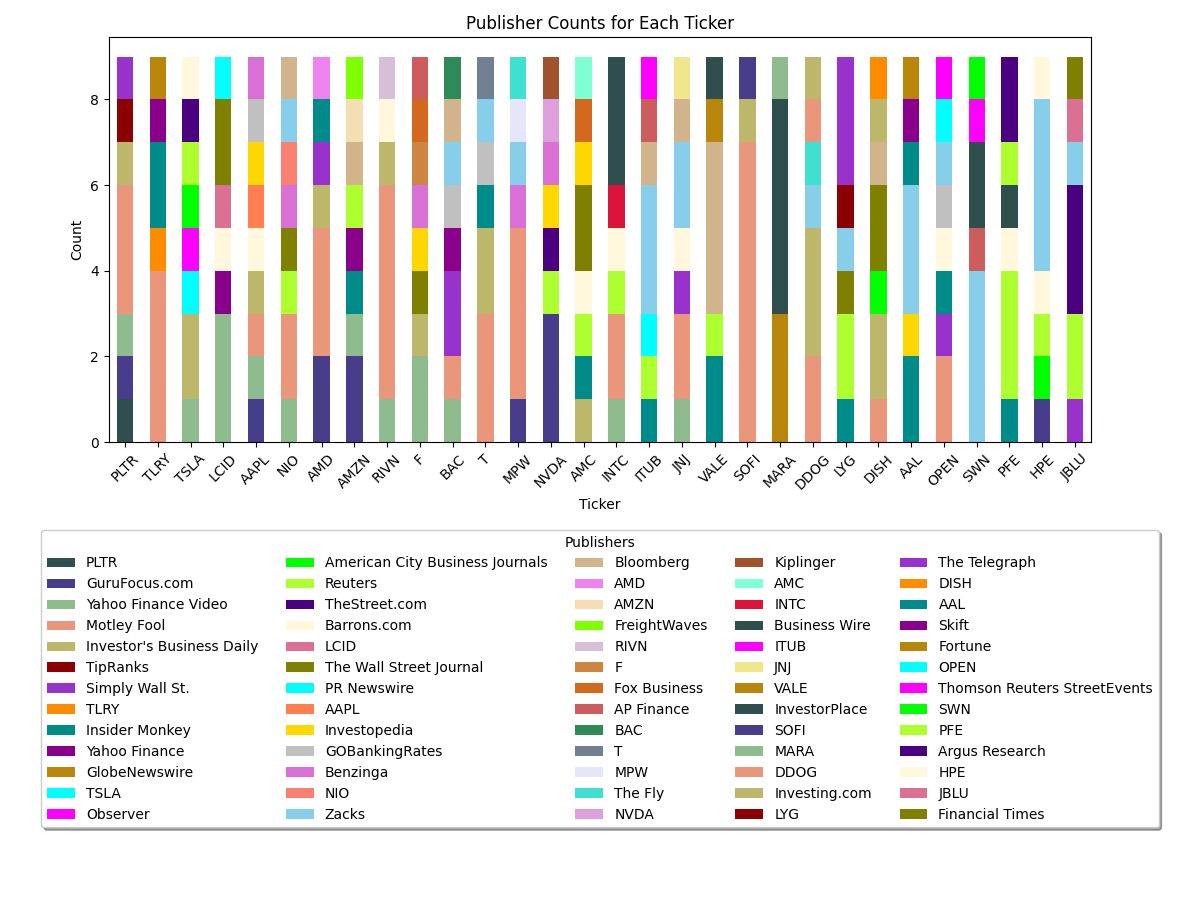 Publisher Counts for Each Ticker
Count
8
6
4
2
0
PLTR TLRY TSLA LCID AAPL NIO AMD AMZN RIVN F BAC T MPW NVDA AMC INTC ITUB JNJ VALE SOFI MARA DDOG LYG DISH AAL OPEN SWN PFE HPE JBLU
Ticker
Publishers
PLTR
GuruFocus.com
Yahoo Finance Video
Motley Fool
Investor's Business Daily
TipRanks
Simply Wall St.
TLRY
Insider Monkey
Yahoo Finance
GlobeNewswire
TSLA
Observer
American City Business Journals
Reuters
TheStreet.com
Barrons.com
LCID
The Wall Street Journal
PR Newswire
AAPL
Investopedia
GOBankingRates
Benzinga
NIO
Zacks
Bloomberg
AMD
AMZN
FreightWaves
RIVN
F
Fox Business
AP Finance
BAC
T
MPW
The Fly
NVDA
Kiplinger
AMC
INTC
Business Wire
ITUB
JNJ
VALE
InvestorPlace
SOFI
MARA
DDOG
Investing.com
LYG
The Telegraph
DISH
AAL
Skift
Fortune
OPEN
Thomson Reuters StreetEvents
SWN
PFE
Argus Research
HPE
JBLU
Financial Times